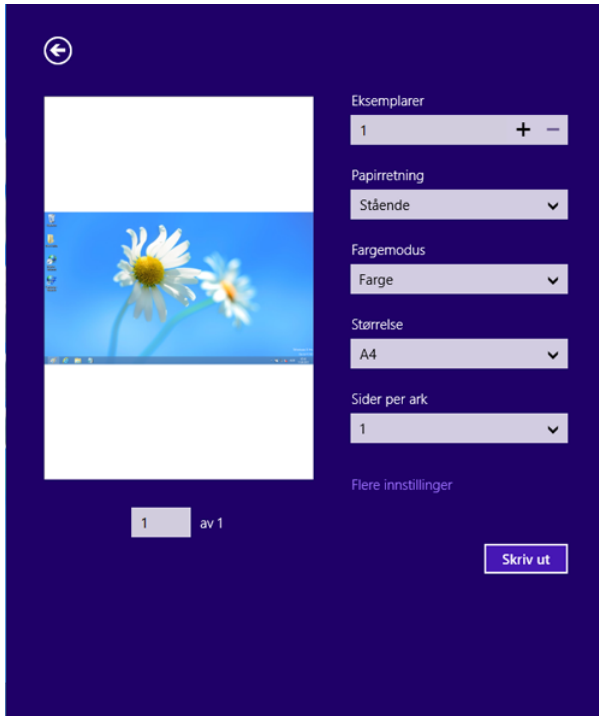 Eksemplarer
1
Papirretning
Stående
Fargemodus
Farge
Størrelse
A4
Sider per ark
1
Flere innstillinger
1 av 1
Skriv ut